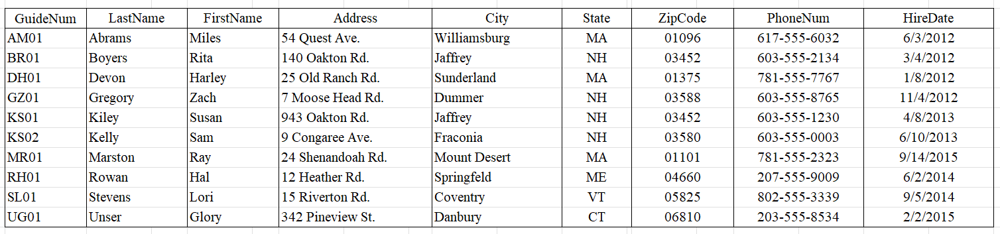 GuideNum LastName FirstName Address City State ZipCode PhoneNum HireDate
AM01 Abrams Miles 54 Quest Ave. Williamsburg MA 01096 617-555-6032 6/3/2012
BR01 Boyers Rita 140 Oakton Rd. Jaffrey NH 03452 603-555-2134 3/4/2012
DH01 Devon Harley 25 Old Ranch Rd. Sunderland MA 01375 781-555-7767 1/8/2012
GZ01 Gregory Zach 7 Moose Head Rd. Dummer NH 03588 603-555-8765 11/4/2012
KS01 Kiley Susan 943 Oakton Rd. Jaffrey NH 03452 603-555-1230 4/8/2013
KS02 Kelly Sam 9 Congaree Ave. Fraconia NH 03580 603-555-0003 6/10/2013
MR01 Marston Ray 24 Shenandoah Rd. Mount Desert MA 01101 781-555-2323 9/14/2015
RH01 Rowan Hal 12 Heather Rd. Springfeld ME 04660 207-555-9009 6/2/2014
SL01 Stevens Lori 15 Riverton Rd. Coventry VT 05825 802-555-3339 9/5/2014
UG01 Unser Glory 342 Pineview St. Danbury CT 06810 203-555-8534 2/2/2015